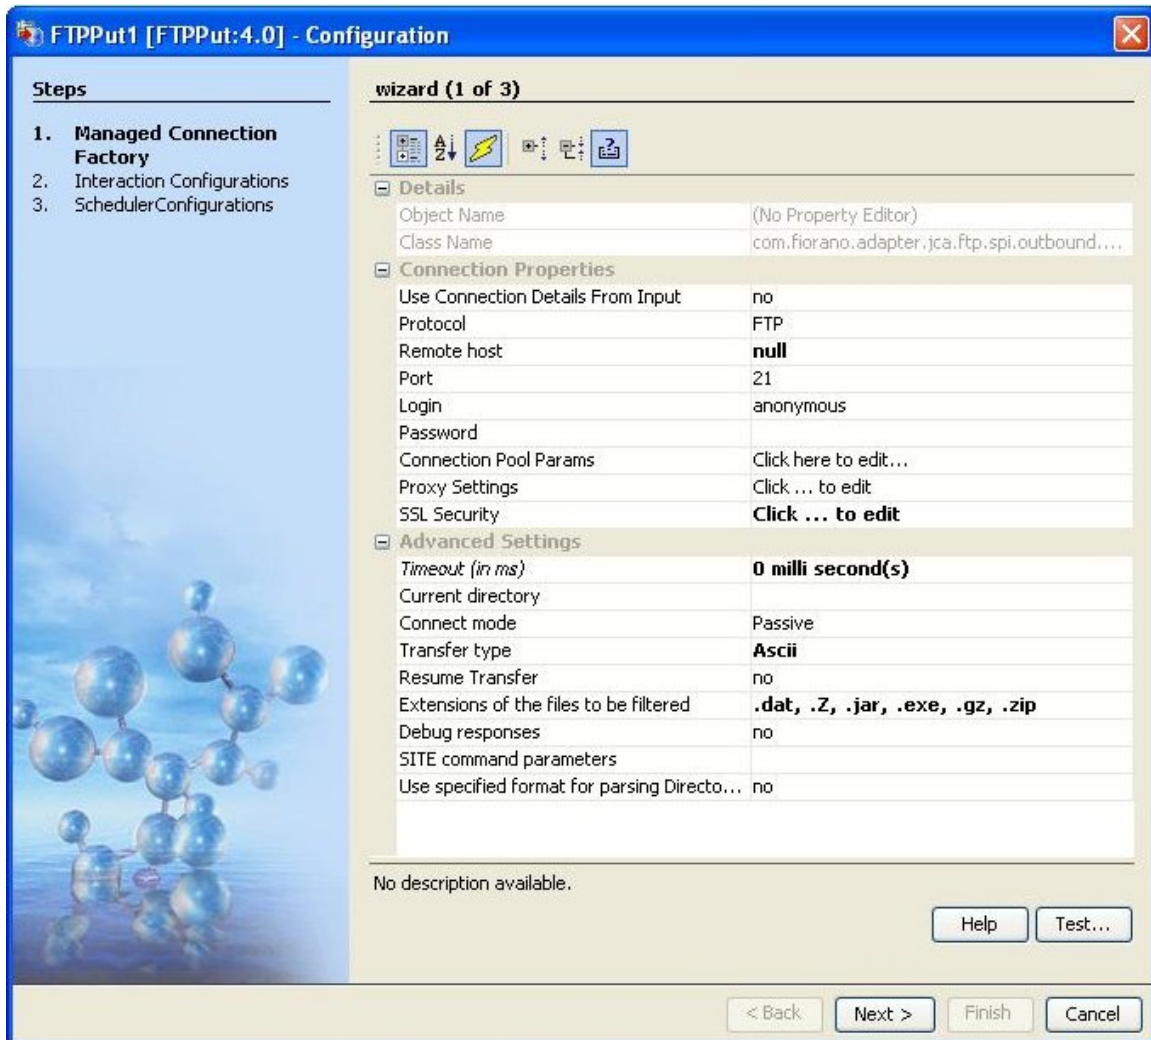 FTPPut1 [FTPPut:4.0] - Configuration
Steps
1. Managed Connection
Factory
2. Interaction Configurations
3. SchedulerConfigurations
wizard (1 of 3)
Details
Object Name (No Property Editor)
Class Name com.fiorano.adapter.jca.ftp.spi.outbound....
Connection Properties
Use Connection Details From Input no
Protocol FTP
Remote host null
Port 21
Login anonymous
Password
Connection Pool Params Click here to edit...
Proxy Settings Click ... to edit
SSL Security Click ... to edit
Advanced Settings
Timeout (in ms) 0 milli second(s)
Current directory
Connect mode Passive
Transfer type Ascii
Resume Transfer no
Extensions of the files to be filtered .dat, .Z, .jar, .exe, .gz, .zip
Debug responses no
SITE command parameters
Use specified format for parsing Directo... no
No description available.
Help Test...
< Back Next > Finish Cancel